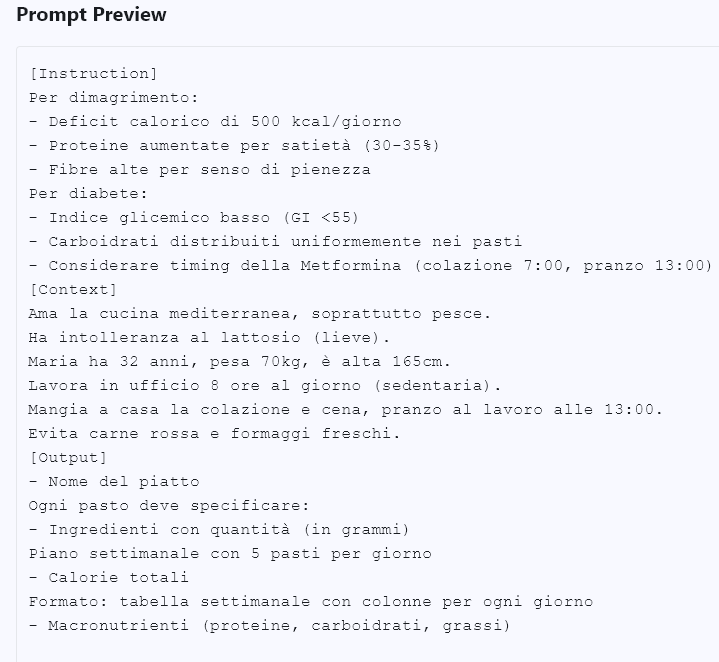 Prompt Preview
[Instruction]
Per dimagrimento:
- Deficit calorico di 500 kcal/giorno
- Proteine aumentate per satietà (30-35%)
- Fibre alte per senso di pienezza
Per diabete:
- Indice glicemico basso (GI <55)
- Carboidrati distribuiti uniformemente nei pasti
- Considerare timing della Metformina (colazione 7:00, pranzo 13:00)
[Context]
Ama la cucina mediterranea, soprattutto pesce.
Ha intolleranza al lattosio (lieve).
Maria ha 32 anni, pesa 70kg, è alta 165cm.
Lavora in ufficio 8 ore al giorno (sedentaria).
Mangia a casa la colazione e cena, pranzo al lavoro alle 13:00.
Evita carne rossa e formaggi freschi.
[Output]
- Nome del piatto
Ogni pasto deve specificare:
- Ingredienti con quantità (in grammi)
Piano settimanale con 5 pasti per giorno
- Calorie totali
Formato: tabella settimanale con colonne per ogni giorno
- Macronutrienti (proteine, carboidrati, grassi)